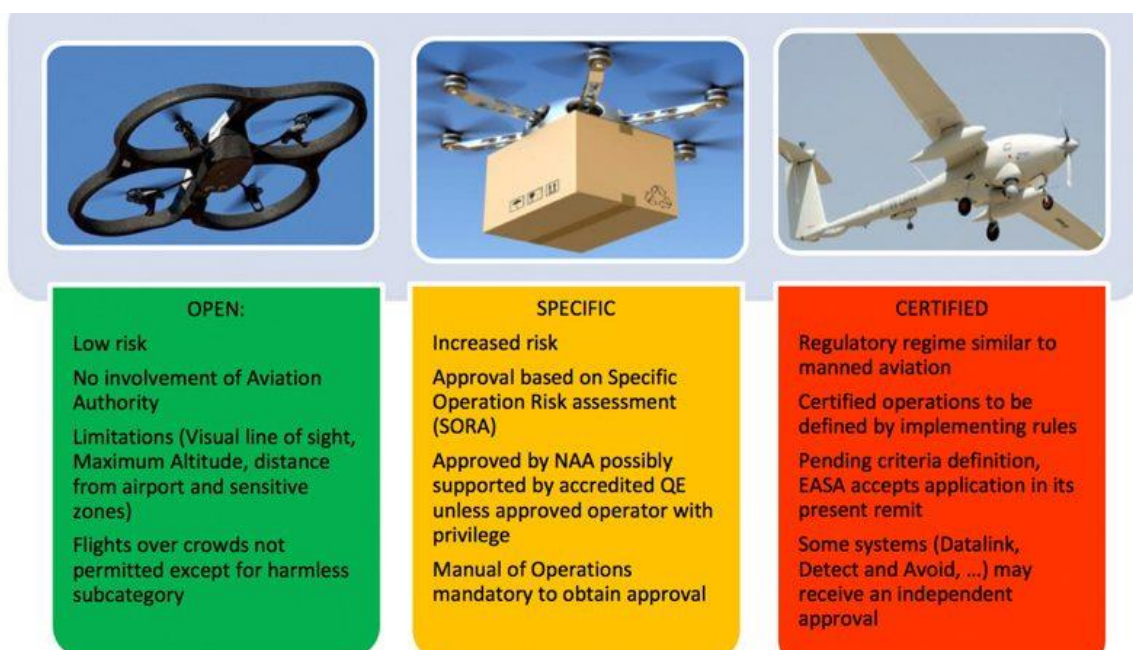 OPEN:
Low risk
No involvement of Aviation
Authority
Limitations (Visual line of sight,
Maximum Altitude, distance
from airport and sensitive
zones)
Flights over crowds not
permitted except for harmless
subcategory
SPECIFIC
Increased risk
Approval based on Specific
Operation Risk assessment
(SORA)
Approved by NAA possibly
supported by accredited QE
unless approved operator with
privilege
Manual of Operations
mandatory to obtain approval
CERTIFIED
Regulatory regime similar to
manned aviation
Certified operations to be
defined by implementing rules
Pending criteria definition,
EASA accepts application in its
present remit
Some systems (Datalink,
Detect and Avoid, ...) may
receive an independent
approval